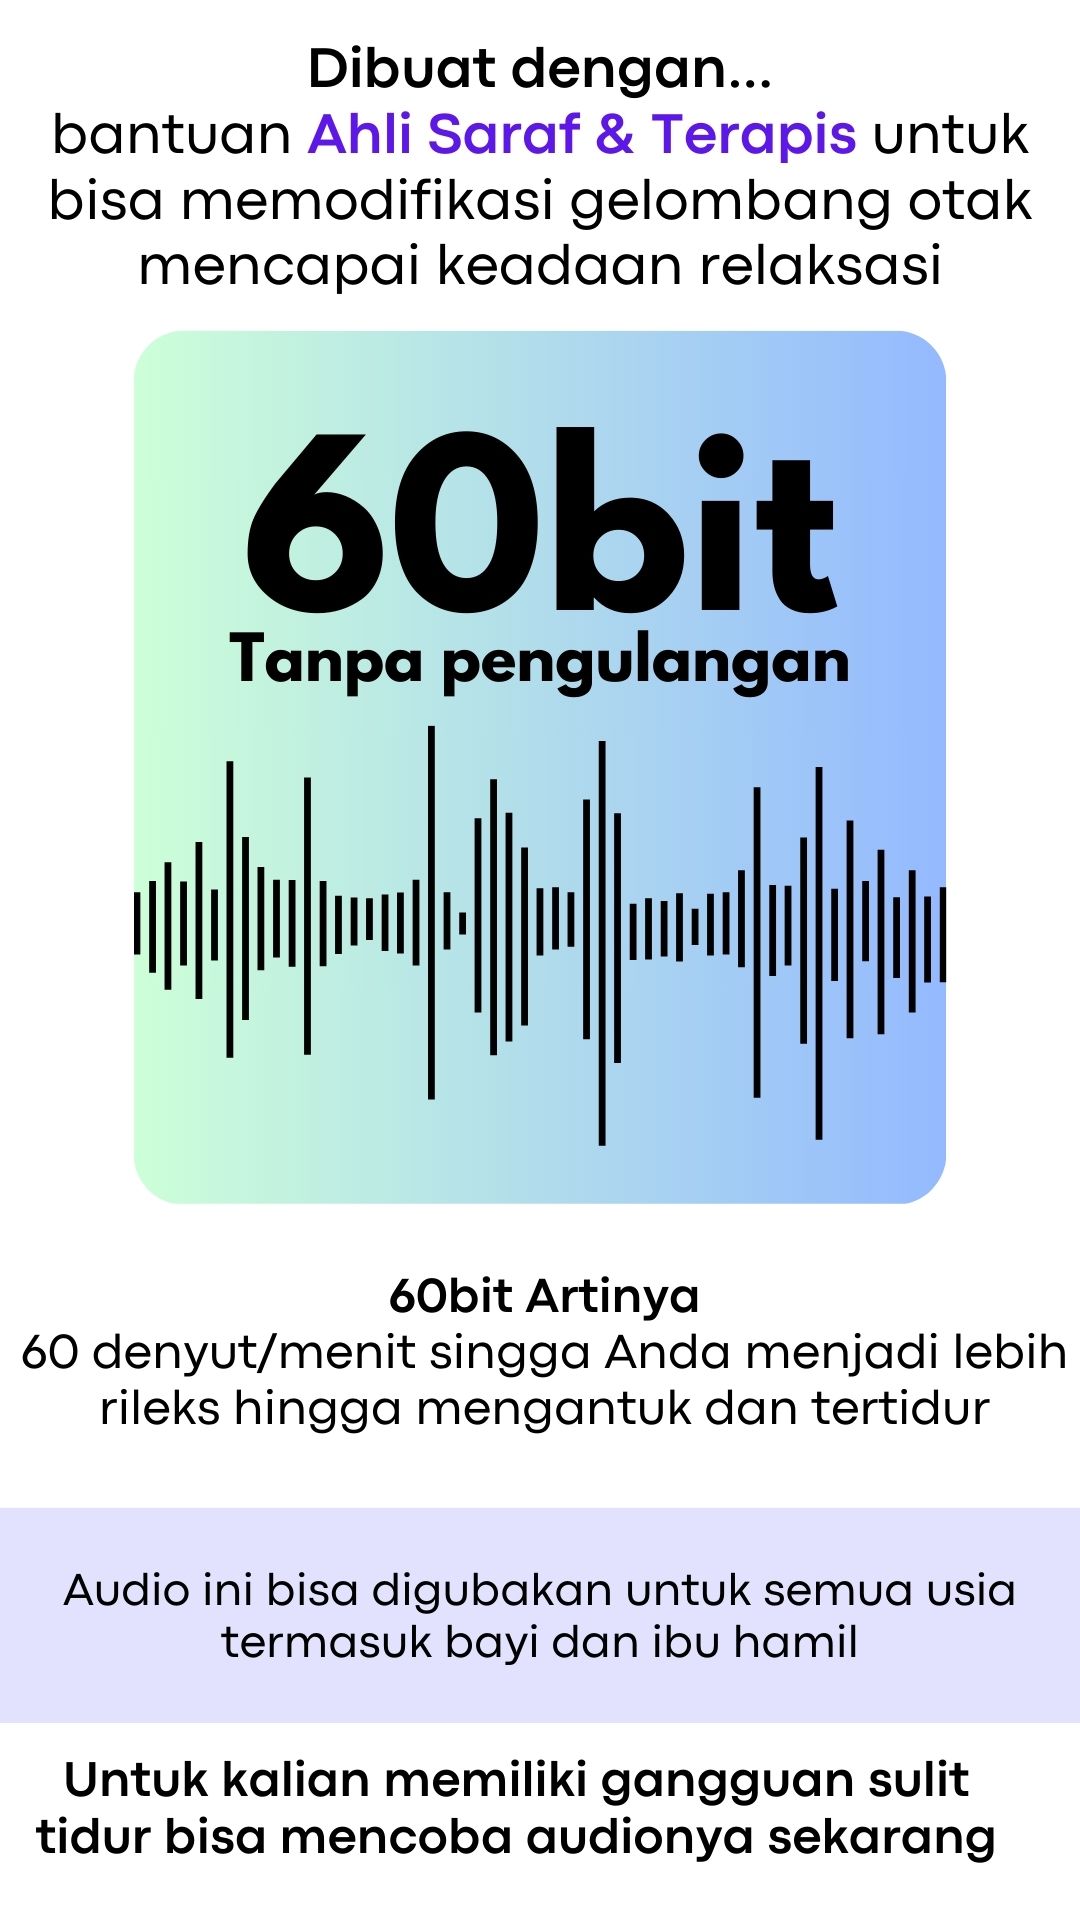 Dibuat dengan...
bantuan Ahli Saraf & Terapis untuk
bisa memodifikasi gelombang otak
mencapai keadaan relaksasi
60bit
Tanpa pengulangan
60bit Artinya
60 denyut/menit singga Anda menjadi lebih
rileks hingga mengantuk dan tertidur
Audio ini bisa digubakan untuk semua usia
termasuk bayi dan ibu hamil
Untuk kalian memiliki gangguan sulit
tidur bisa mencoba audionya sekarang